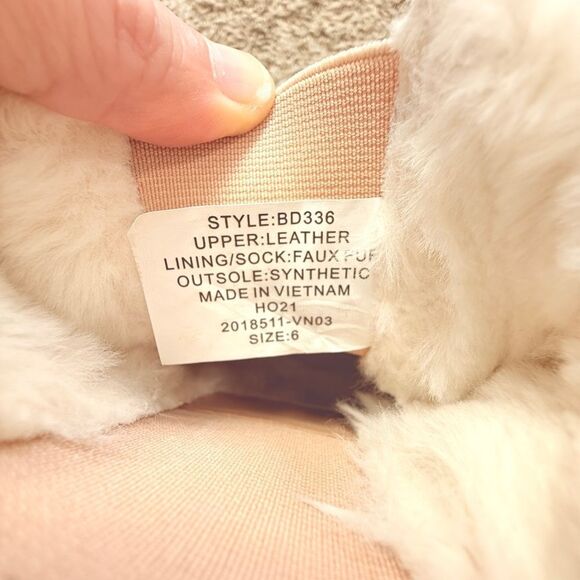 STYLE:BD336
UPPER:LEATHER
LINING/SOCK:FAUX FUR
OUTSOLE:SYNTHETIC
MADE IN VIETNAM
HO21
2018511-VN03
SIZE:6